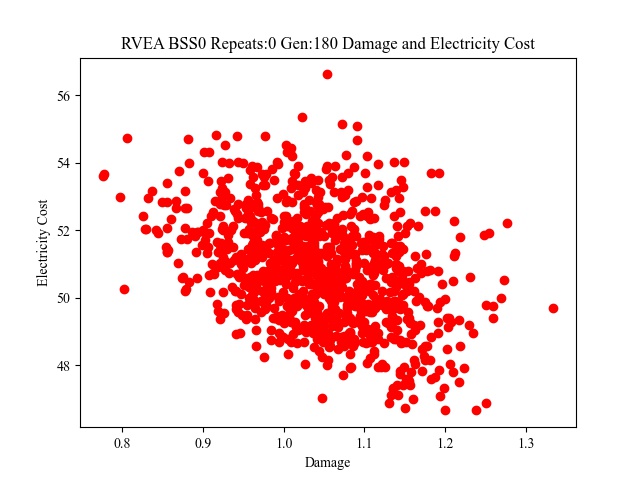 RVEA BSS0 Repeats:0 Gen:180 Damage and Electricity Cost
56
54
52
50
48
Electricity Cost
0.8 0.9 1.0 1.1 1.2 1.3
Damage